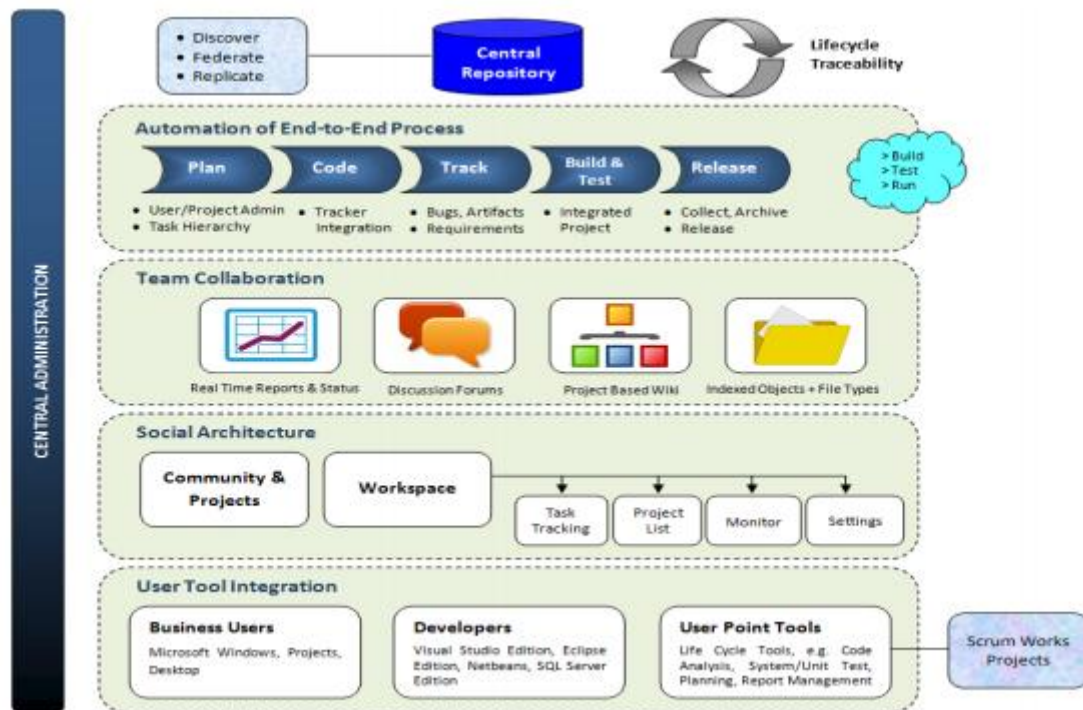 CENTRAL ADMINISTRATION
• Discover
• Federate
• Replicate
Central
Repository
Lifecycle
Traceability
Automation of End-to-End Process
Plan
Code
Track
Build &
Test
Release
• User/Project Admin
• Task Hierarchy
• Tracker
Integration
• Bugs, Artifacts
• Requirements
• Integrated
Project
• Collect, Archive
• Release
> Build
> Test
> Run
Team Collaboration
Real Time Reports & Status
Discussion Forums
Project Based Wiki
Indexed Objects + File Types
Social Architecture
Community &
Projects
Workspace
Task
Tracking
Project
List
Monitor
Settings
User Tool Integration
Business Users
Microsoft Windows, Projects,
Desktop
Developers
Visual Studio Edition, Eclipse
Edition, Netbeans, SQL Server
Edition
User Point Tools
Life Cycle Tools, e.g. Code
Analysis, System/Unit Test,
Planning, Report Management
Scrum Works
Projects